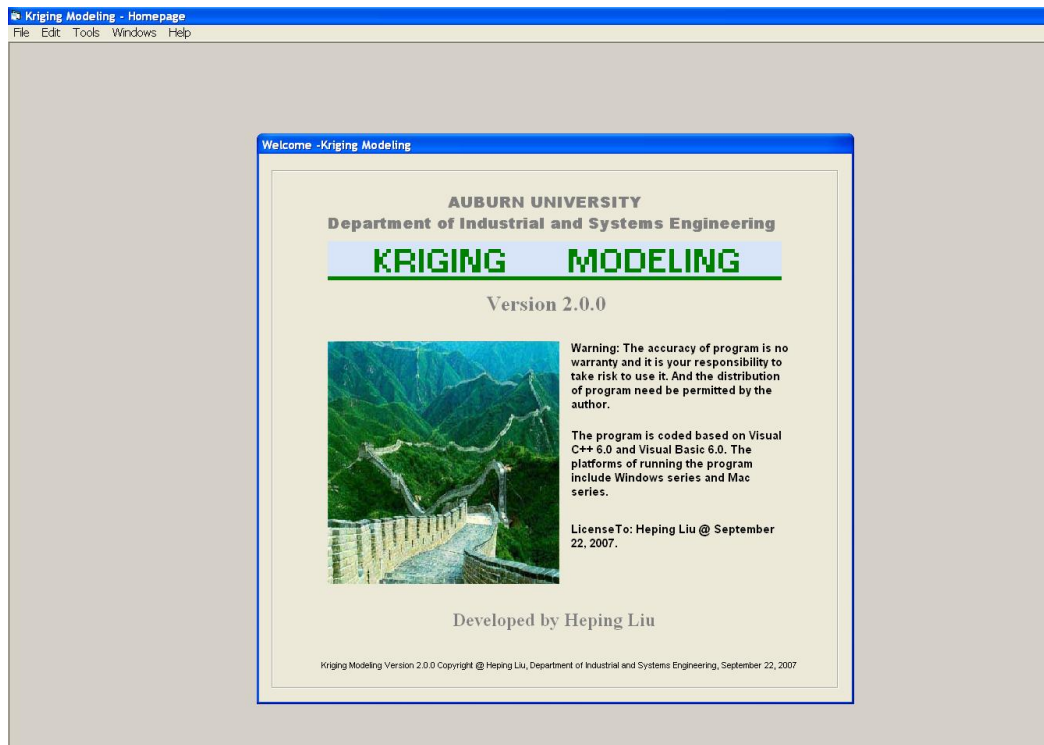 Kriging Modeling - Homepage
File Edit Tools Windows Help
Welcome -Kriging Modeling
AUBURN UNIVERSITY
Department of Industrial and Systems Engineering
KRIGING MODELING
Version 2.0.0
Warning: The accuracy of program is no
warranty and it is your responsibility to
take risk to use it. And the distribution
of program need be permitted by the
author.
The program is coded based on Visual
C++ 6.0 and Visual Basic 6.0. The
platforms of running the program
include Windows series and Mac
series.
LicenseTo: Heping Liu @ September
22, 2007.
Developed by Heping Liu
Kriging Modeling Version 2.0.0 Copyright @ Heping Liu, Department of Industrial and Systems Engineering, September 22, 2007